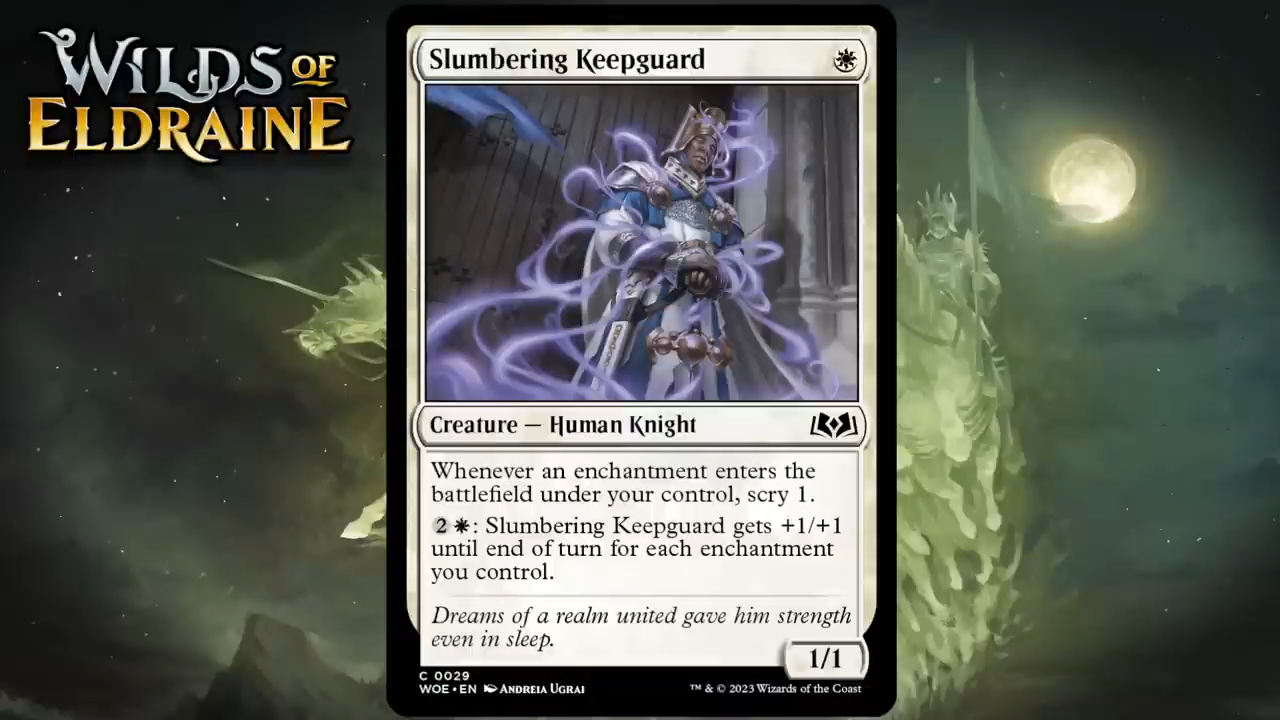 WILDS OF
ELDRAINE
Slumbering Keepguard
Creature — Human Knight
Whenever an enchantment enters the
battlefield under your control, scry 1.
2 : Slumbering Keepguard gets +1/+1
until end of turn for each enchantment
you control.
Dreams of a realm united gave him strength
even in sleep.
1/1
C 0029
WOE • EN ANDREIA UGRAI
™ & © 2023 Wizards of the Coast